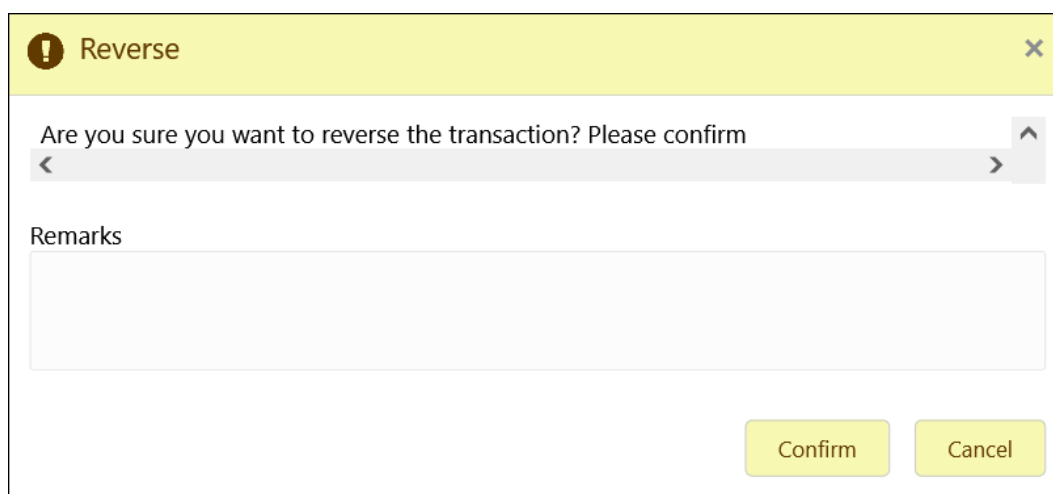 Reverse
Are you sure you want to reverse the transaction? Please confirm
Remarks
Confirm Cancel